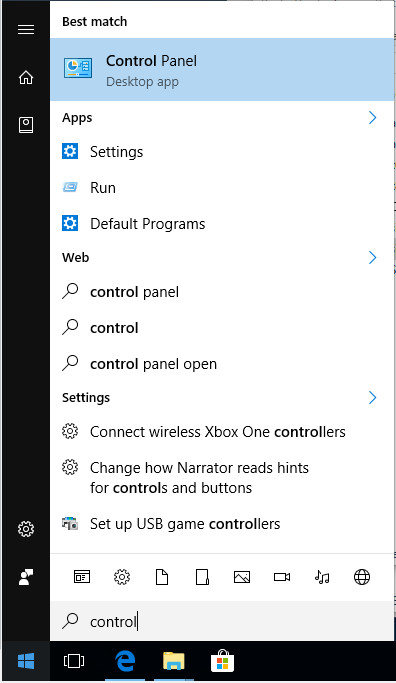 Best match
Control Panel
Desktop app
Apps
Settings
Run
Default Programs
Web
control panel
control
control panel open
Settings
Connect wireless Xbox One controllers
Change how Narrator reads hints
for controls and buttons
Set up USB game controllers
control